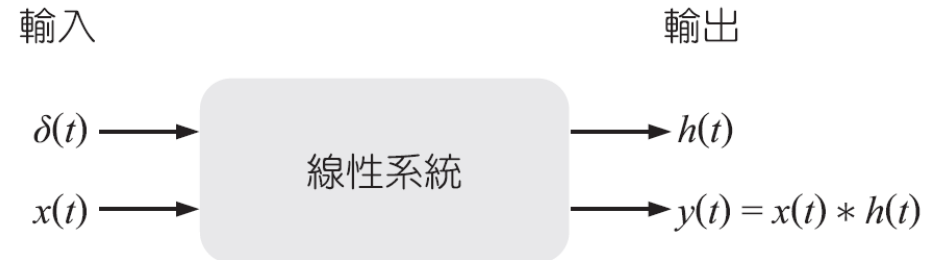 輸入 輸出
δ(t) h(t)
線性系統
x(t) y(t) = x(t) * h(t)